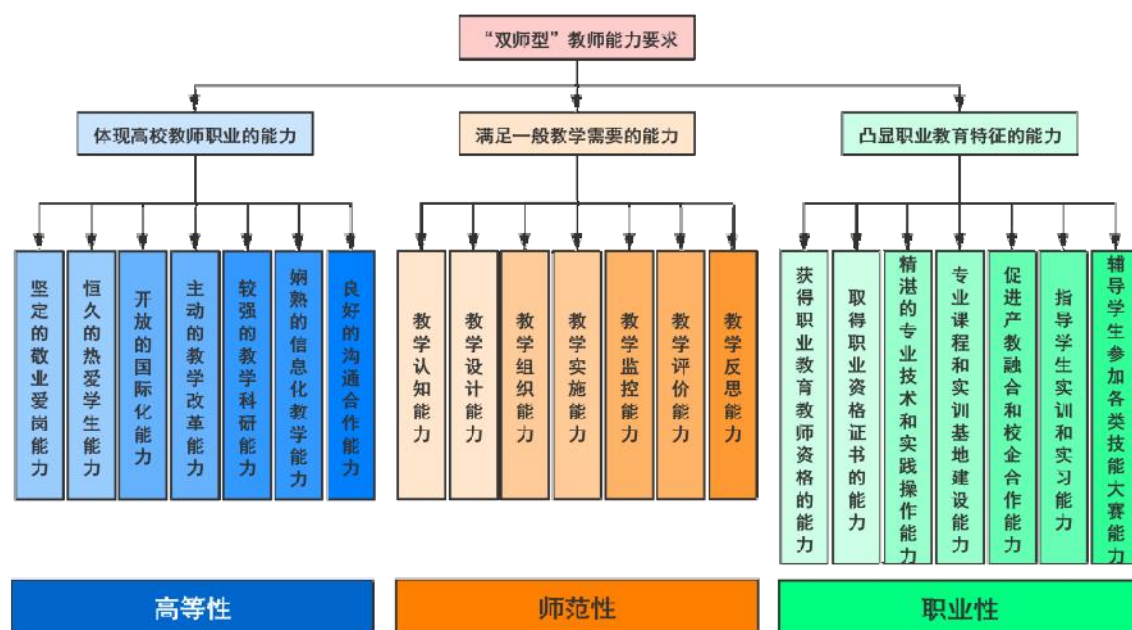 “双师型”教师能力要求
体现高校教师职业的能力
满足一般教学需要的能力
凸显职业教育特征的能力
坚定的敬业爱岗能力
恒久的热爱学生能力
开放的国际化能力
主动的教学改革能力
较强的教学科研能力
娴熟的信息化教学能力
良好的沟通合作能力
教学认知能力
教学设计能力
教学组织能力
教学实施能力
教学监控能力
教学评价能力
教学反思能力
获得职业教育教师资格的能力
取得职业资格证书的能力
精湛的专业技术和实践操作能力
专业课程和实训基地建设能力
促进产教融合和校企合作能力
指导学生实训和实习能力
辅导学生参加各类技能大赛能力
高等性
师范性
职业性